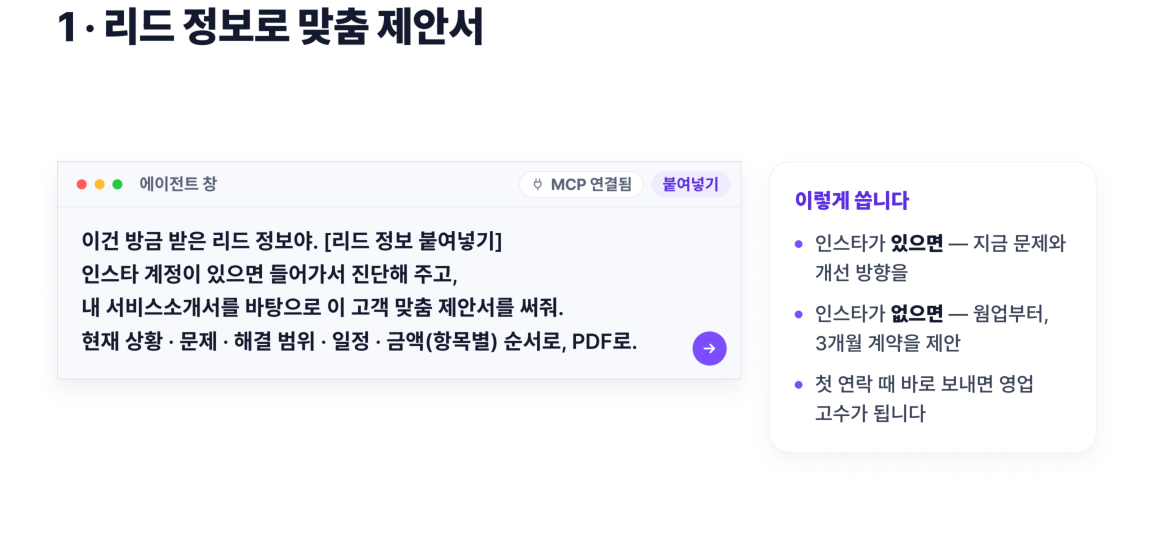 1 · 리드 정보로 맞춤 제안서
에이전트 창
MCP 연결됨
붙여넣기
이건 방금 받은 리드 정보야. [리드 정보 붙여넣기]
인스타 계정이 있으면 들어가서 진단해 주고,
내 서비스소개서를 바탕으로 이 고객 맞춤 제안서를 써줘.
현재 상황 · 문제 · 해결 범위 · 일정 · 금액(항목별) 순서로, PDF로.
이렇게 씁니다
인스타가 있으면 — 지금 문제와
개선 방향을
인스타가 없으면 — 웜업부터,
3개월 계약을 제안
첫 연락 때 바로 보내면 영업
고수가 됩니다